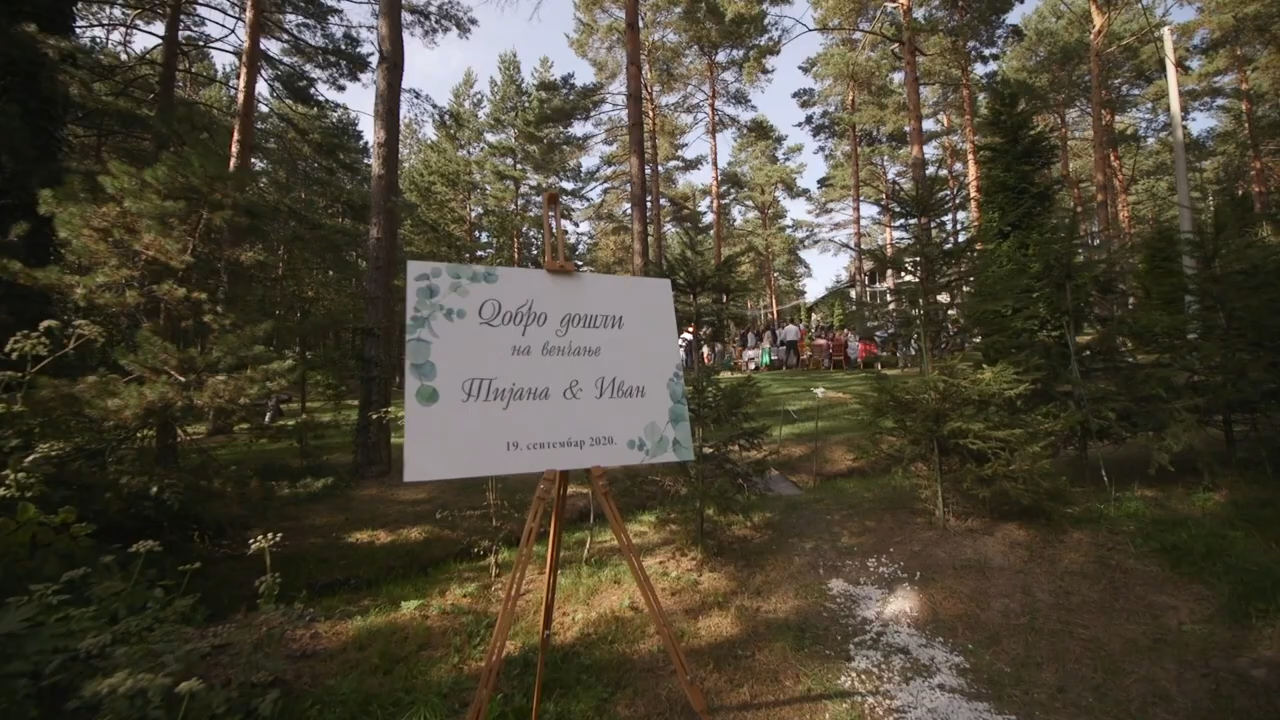 Добро дошли
на венчање
Тијана & Иван
19. септембар 2020.